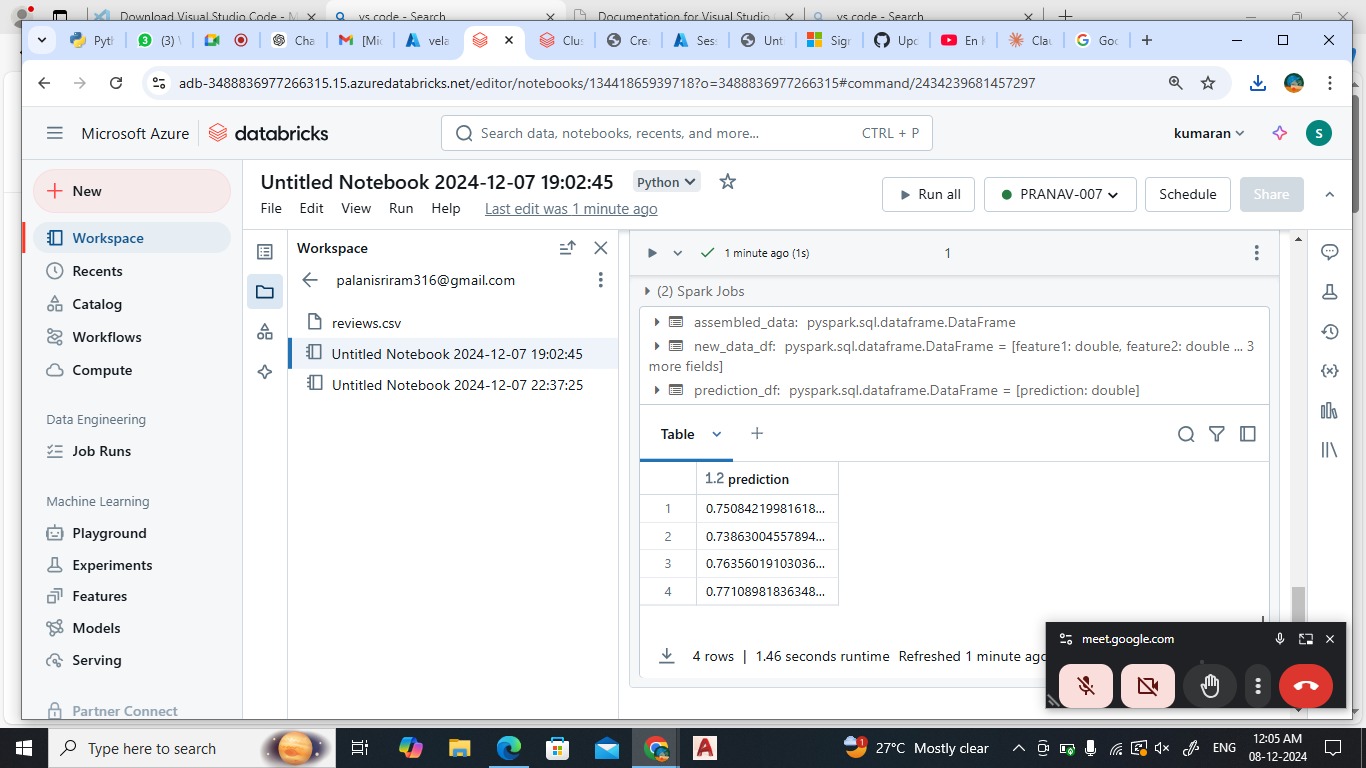 Download Visual Studio Code - M
vs code - Search
Documentation for Visual Studio C
vs code - Search
Pyth
(3) \
Cha
[Mic
vela
Clus
Cre
Ses
Unti
Sign
Upc
En K
Clau
Goo
adb-3488836977266315.15.azuredatabricks.net/editor/notebooks/134418659397 18?o=3488836977266315#command/2434239681457297
Microsoft Azure
databricks
Search data, notebooks, recents, and more...
CTRL + P
kumaran
S
New
Untitled Notebook 2024-12-07 19:02:45
Python
File Edit View Run Help
Last edit was 1 minute ago
Run all
PRANAV-007
Schedule
Share
Workspace
Recents
Catalog
Workflows
Compute
Data Engineering
Job Runs
Machine Learning
Playground
Experiments
Features
Models
Serving
Partner Connect
Workspace
palanisriram316@gmail.com
reviews.csv
Untitled Notebook 2024-12-07 19:02:45
Untitled Notebook 2024-12-07 22:37:25
1 minute ago (1s)
1
(2) Spark Jobs
assembled_data: pyspark.sql.dataframe.DataFrame
new_data_df: pyspark.sql.dataframe.DataFrame = [feature1: double, feature2: double ... 3
more fields]
prediction_df: pyspark.sql.dataframe.DataFrame = [prediction: double]
Table
1.2 prediction
1 0.75084219981618...
2 0.73863004557894...
3 0.76356019103036...
4 0.77108981836348...
4 rows | 1.46 seconds runtime Refreshed 1 minute ago
meet.google.com
Type here to search
1
27°C Mostly clear
ENG
12:05 AM
08-12-2024